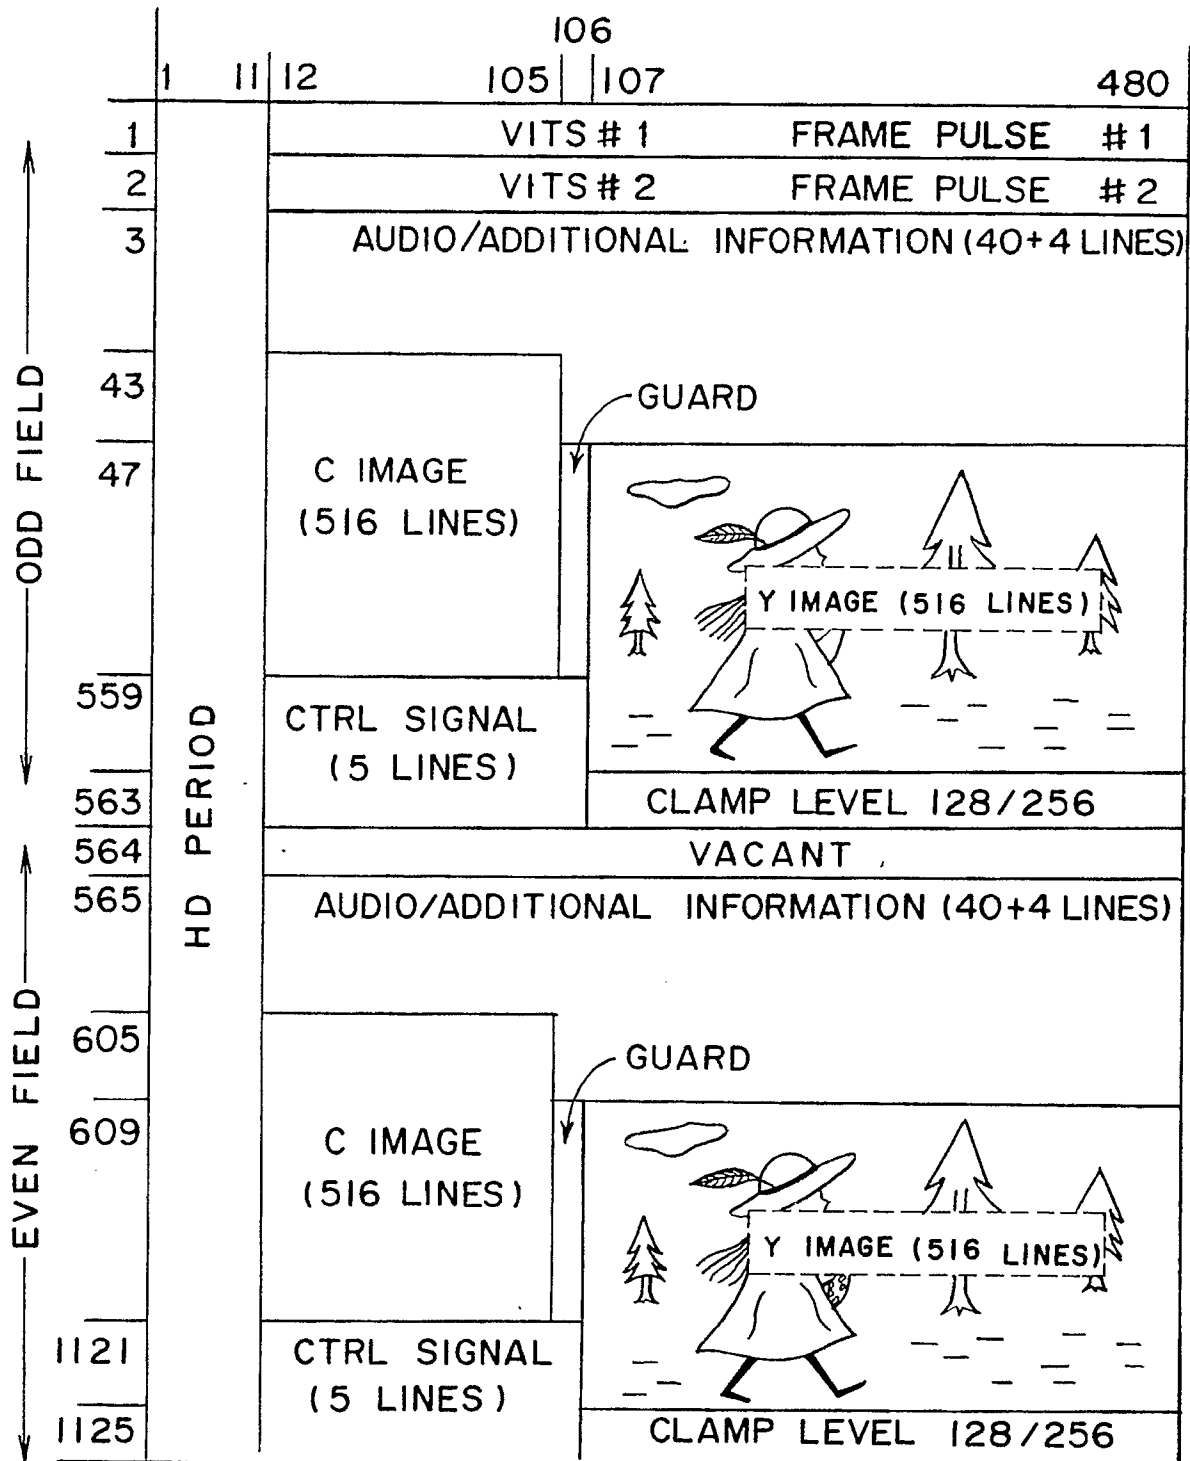 106
1 11 12 105 107 480
1 VITS # 1 FRAME PULSE # 1
2 VITS # 2 FRAME PULSE # 2
3 AUDIO/ADDITIONAL INFORMATION (40+4 LINES)
43
GUARD
47 C IMAGE
(516 LINES)
Y IMAGE (516 LINES)
ODD FIELD
559 CTRL SIGNAL
(5 LINES)
563 CLAMP LEVEL 128/256
HD PERIOD
564 VACANT
565 AUDIO/ADDITIONAL INFORMATION (40+4 LINES)
605
GUARD
609 C IMAGE
(516 LINES)
Y IMAGE (516 LINES)
EVEN FIELD
1121 CTRL SIGNAL
(5 LINES)
1125 CLAMP LEVEL 128/256